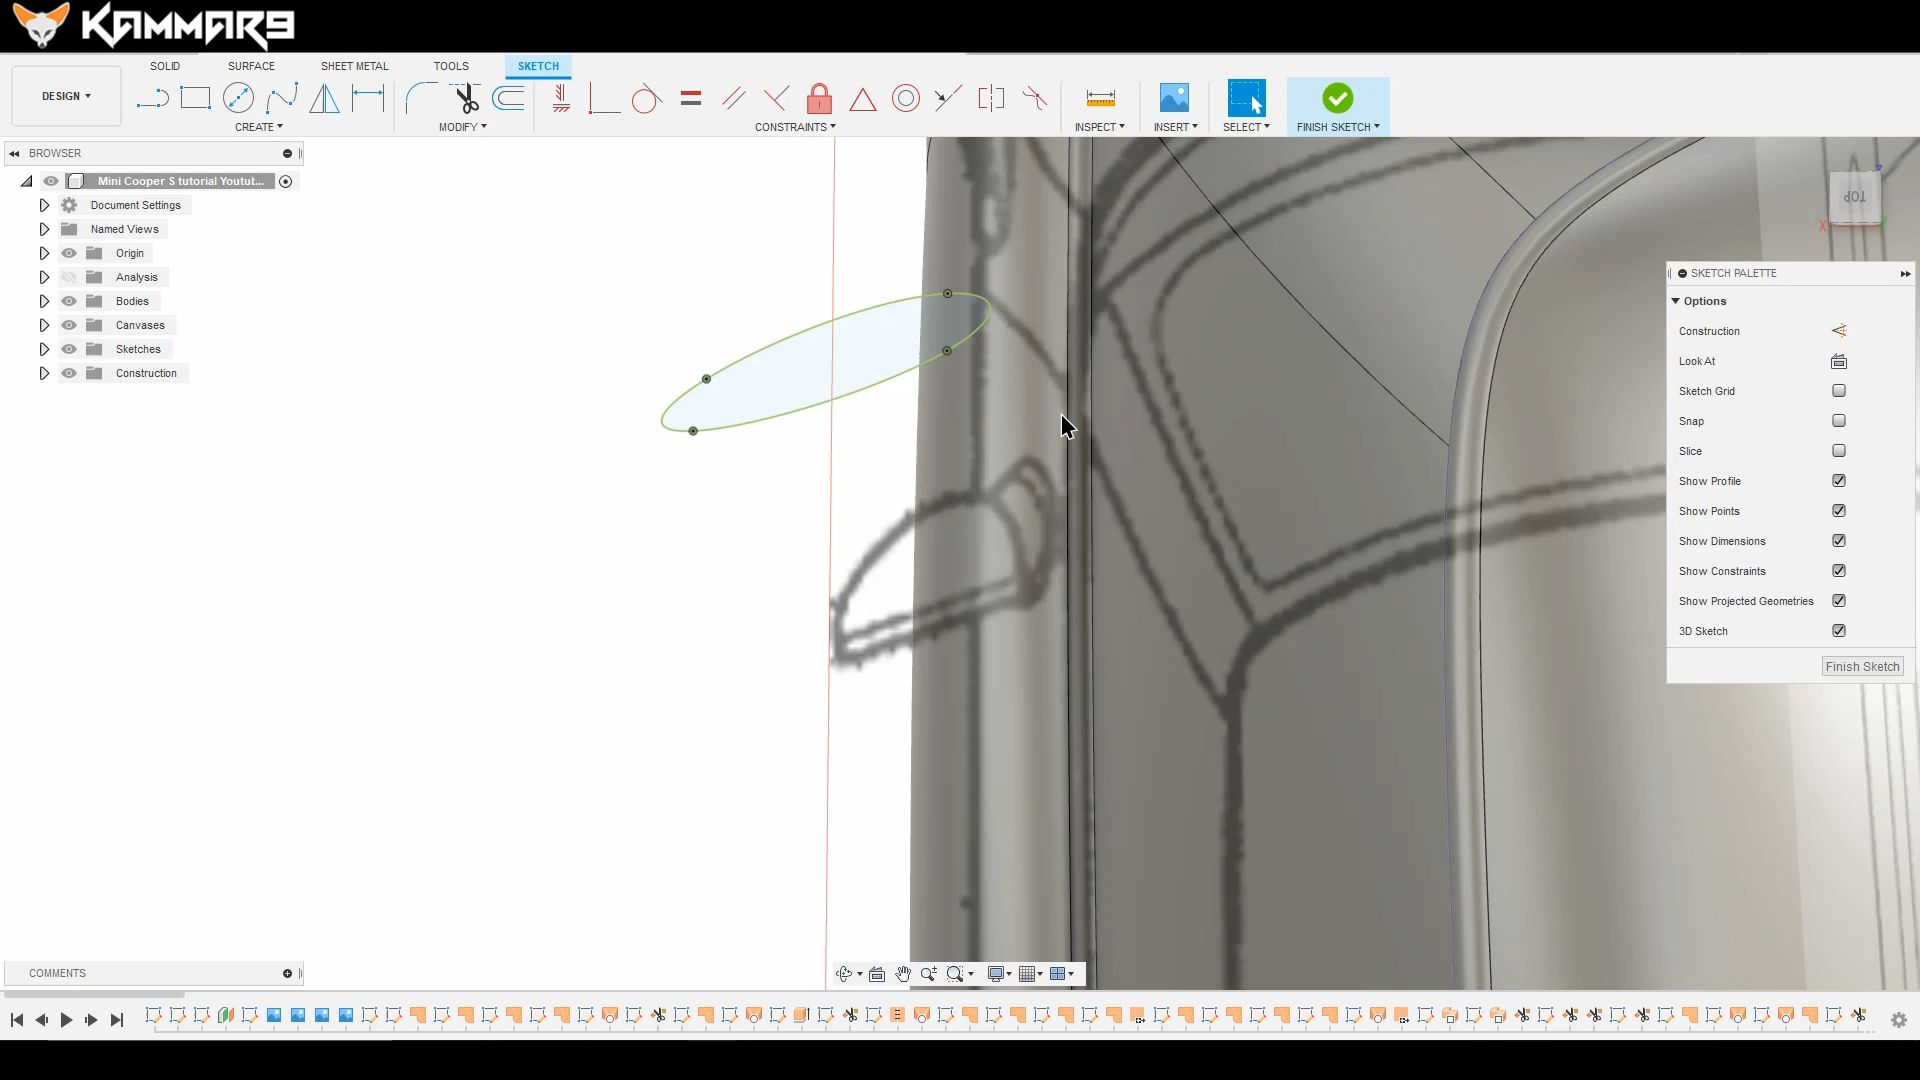 KAMMAR9
DESIGN
SOLID
SURFACE
SHEET METAL
TOOLS
SKETCH
CREATE
MODIFY
CONSTRAINTS
INSPECT
INSERT
SELECT
FINISH SKETCH
BROWSER
Mini Cooper S tutorial Youtut...
Document Settings
Named Views
Origin
Analysis
Bodies
Canvases
Sketches
Construction
TOP
X
SKETCH PALETTE
Options
Construction
Look At
Sketch Grid
Snap
Slice
Show Profile
Show Points
Show Dimensions
Show Constraints
Show Projected Geometries
3D Sketch
Finish Sketch
COMMENTS